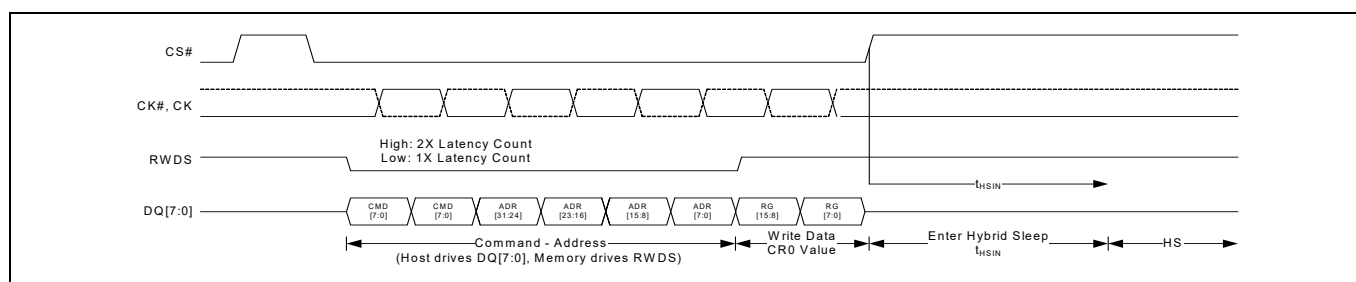 CS#
CK#, CK
High: 2X Latency Count
Low: 1X Latency Count
RWDS
tHSIN
DQ[7:0]
CMD [7:0]
CMD [7:0]
ADR [31:24]
ADR [23:16]
ADR [15:8]
ADR [7:0]
RG [15:8]
RG [7:0]
Command - Address
(Host drives DQ[7:0], Memory drives RWDS)
Write Data
CR0 Value
Enter Hybrid Sleep
tHSIN
HS